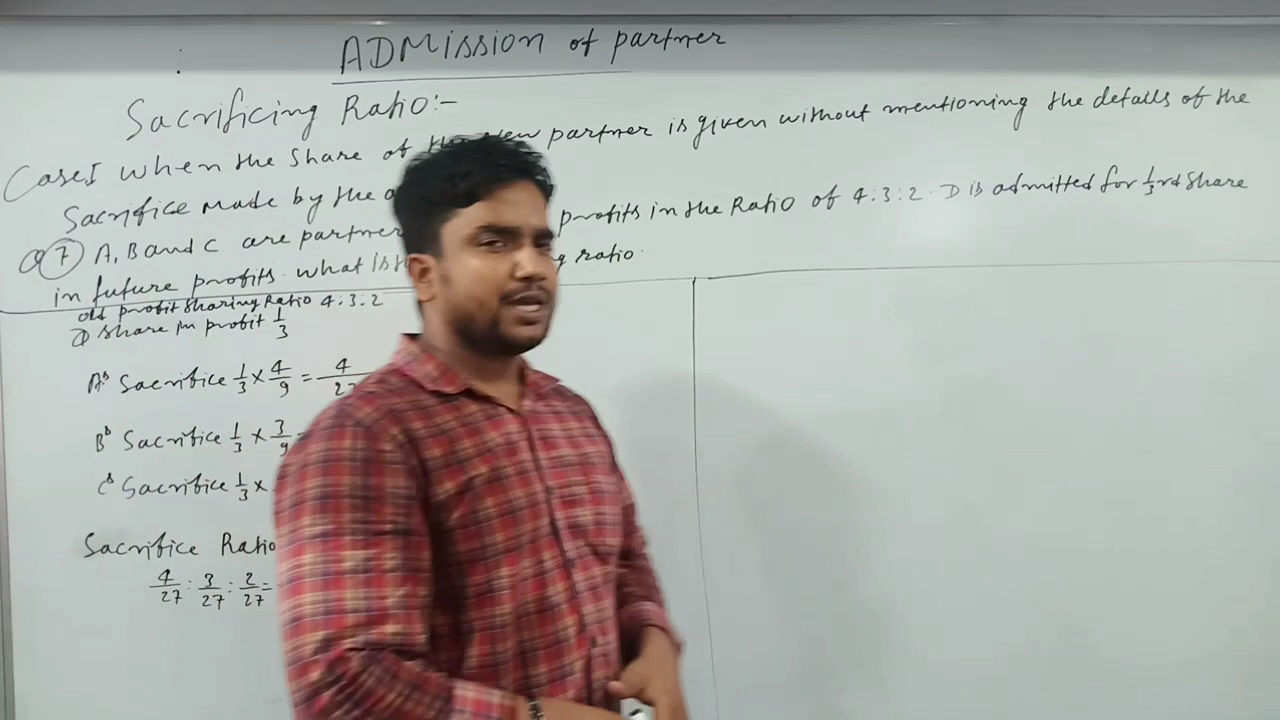 ADMission of partner
Sacrificing Ratio:-
Case I when the share of the New partner is given without mentioning the details of the
Sacrifice made by the
Q 7 A, B and C are partner profits in the Ratio of 4:3:2. D is admitted for 1/3rd share
in future profits. what is ratio.
old profit sharing Ratio 4:3:2
D share in profit 1/3
A's Sacrifice 1/3 × 4/9 = 4/27
B's Sacrifice 1/3 × 3/9 =
C's Sacrifice 1/3 ×
Sacrifice Ratio
4/27 : 3/27 : 2/27 =